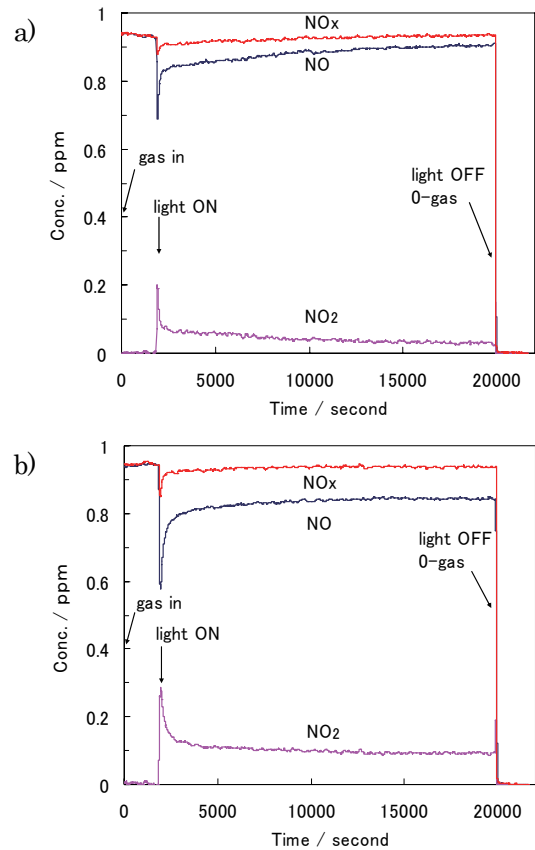 a)
NOx
NO
gas in
light ON
light OFF
0-gas
NO2
Conc. / ppm
1
0.8
0.6
0.4
0.2
0
0 5000 10000 15000 20000
Time / second
b)
NOx
NO
gas in
light ON
light OFF
0-gas
NO2
Conc. / ppm
1
0.8
0.6
0.4
0.2
0
0 5000 10000 15000 20000
Time / second